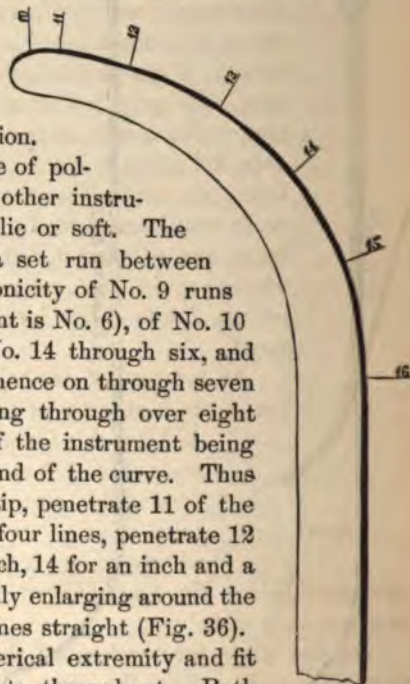 10 11 12 13 14 15 16
tion.
e of pol-
other instru-
lic or soft. The
set run between
onicity of No. 9 runs
nt is No. 6), of No. 10
o. 14 through six, and
hence on through seven
ng through over eight
f the instrument being
nd of the curve. Thus
ip, penetrate 11 of the
four lines, penetrate 12
ch, 14 for an inch and a
ly enlarging around the
nes straight (Fig. 36).
erical extremity and fit